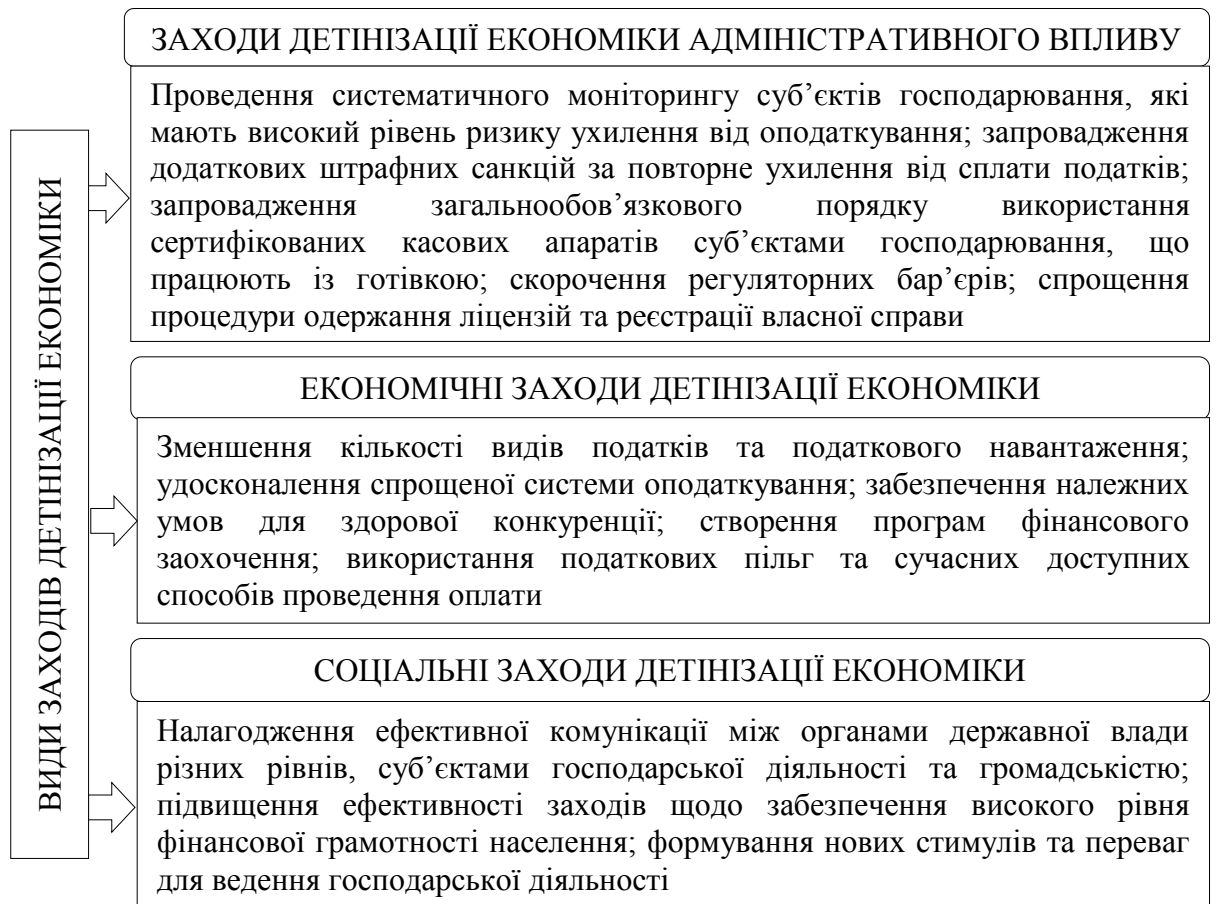 ВИДИ ЗАХОДІВ ДЕТІНІЗАЦІЇ ЕКОНОМІКИ
ЗАХОДИ ДЕТІНІЗАЦІЇ ЕКОНОМІКИ АДМІНІСТРАТИВНОГО ВПЛИВУ
Проведення систематичного моніторингу суб’єктів господарювання, які
мають високий рівень ризику ухилення від оподаткування; запровадження
додаткових штрафних санкцій за повторне ухилення від сплати податків;
запровадження загальнообов’язкового порядку використання
сертифікованих касових апаратів суб’єктами господарювання, що
працюють із готівкою; скорочення регуляторних бар’єрів; спрощення
процедури одержання ліцензій та реєстрації власної справи
ЕКОНОМІЧНІ ЗАХОДИ ДЕТІНІЗАЦІЇ ЕКОНОМІКИ
Зменшення кількості видів податків та податкового навантаження;
удосконалення спрощеної системи оподаткування; забезпечення належних
умов для здорової конкуренції; створення програм фінансового
заохочення; використання податкових пільг та сучасних доступних
способів проведення оплати
СОЦІАЛЬНІ ЗАХОДИ ДЕТІНІЗАЦІЇ ЕКОНОМІКИ
Налагодження ефективної комунікації між органами державної влади
різних рівнів, суб’єктами господарської діяльності та громадськістю;
підвищення ефективності заходів щодо забезпечення високого рівня
фінансової грамотності населення; формування нових стимулів та переваг
для ведення господарської діяльності